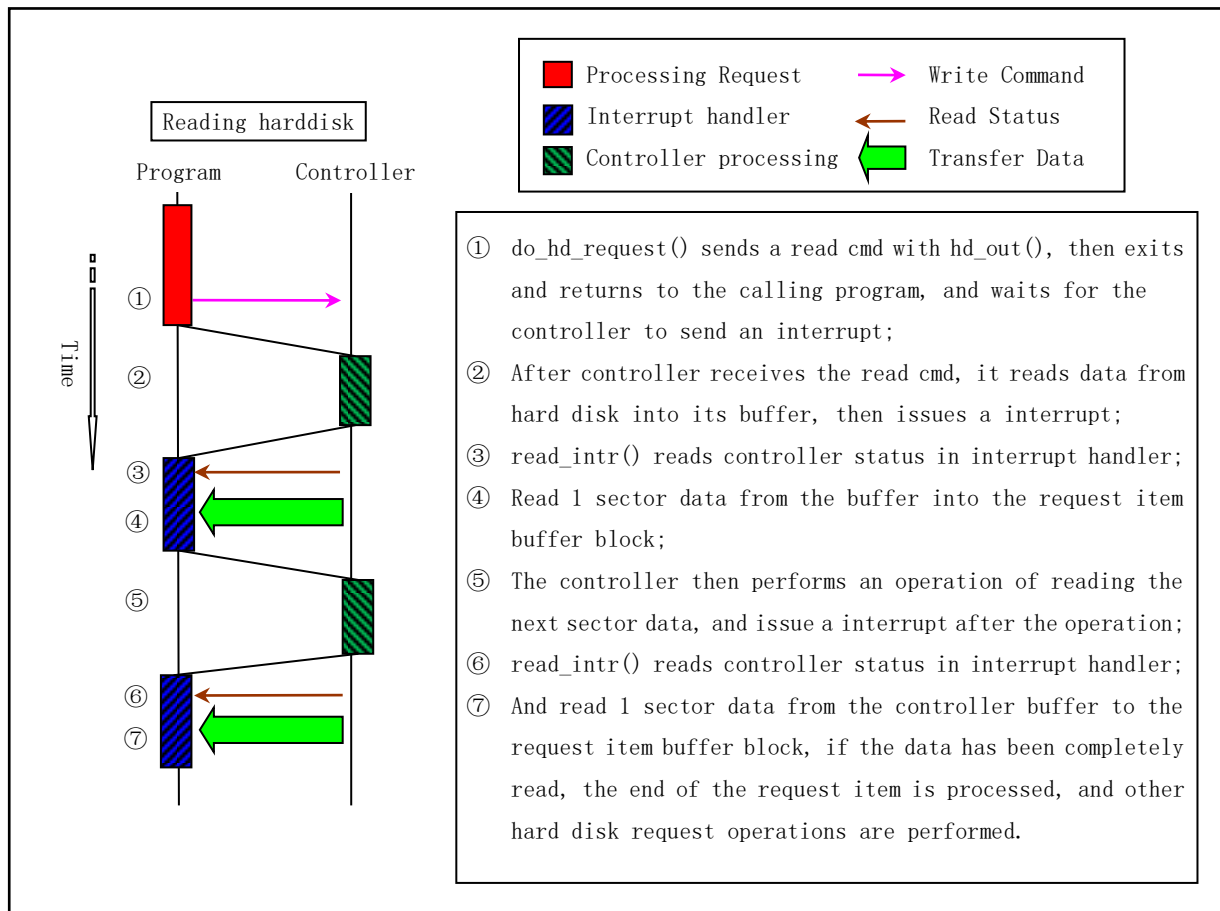 Processing Request
Write Command
Interrupt handler
Read Status
Controller processing
Transfer Data
Reading harddisk
Program
Controller
Time
①
②
③
④
⑤
⑥
⑦
① do_hd_request() sends a read cmd with hd_out(), then exits
and returns to the calling program, and waits for the
controller to send an interrupt;
② After controller receives the read cmd, it reads data from
hard disk into its buffer, then issues a interrupt;
③ read_intr() reads controller status in interrupt handler;
④ Read 1 sector data from the buffer into the request item
buffer block;
⑤ The controller then performs an operation of reading the
next sector data, and issue a interrupt after the operation;
⑥ read_intr() reads controller status in interrupt handler;
⑦ And read 1 sector data from the controller buffer to the
request item buffer block, if the data has been completely
read, the end of the request item is processed, and other
hard disk request operations are performed.